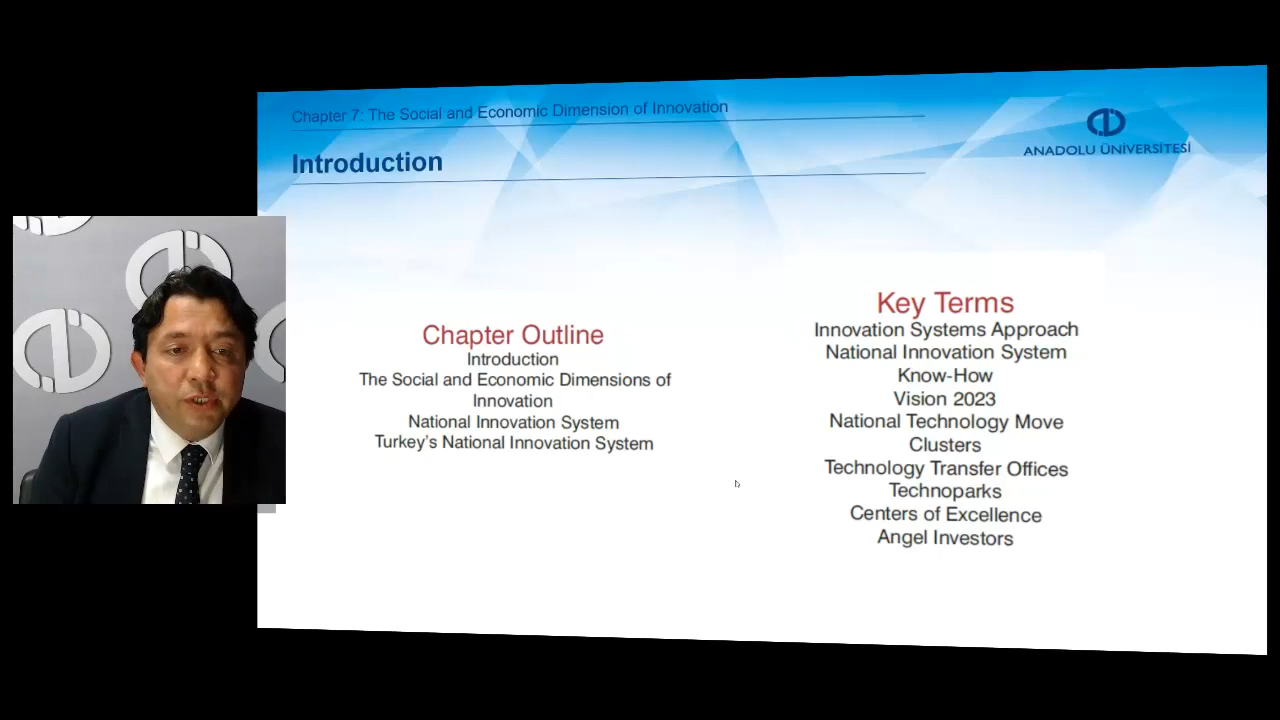 Chapter 7: The Social and Economic Dimension of Innovation
Introduction
ANADOLU ÜNİVERSİTESİ
Chapter Outline
Introduction
The Social and Economic Dimensions of
Innovation
National Innovation System
Turkey's National Innovation System
Key Terms
Innovation Systems Approach
National Innovation System
Know-How
Vision 2023
National Technology Move
Clusters
Technology Transfer Offices
Technoparks
Centers of Excellence
Angel Investors